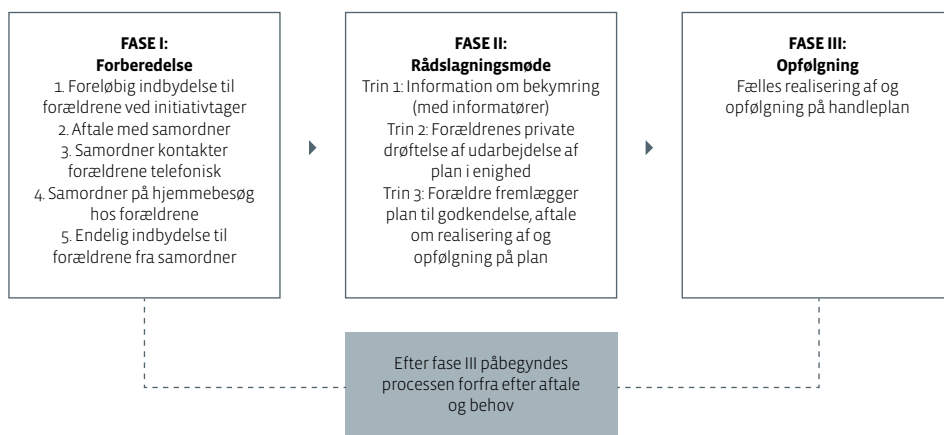 FASE I:
Forberedelse
1. Foreløbig indbydelse til
forældrene ved initiativtager
2. Aftale med samordner
3. Samordner kontakter
forældrene telefonisk
4. Samordner på hjemmebesøg
hos forældrene
5. Endelig indbydelse til
forældrene fra samordner
FASE II:
Rådslagningsmøde
Trin 1: Information om bekymring
(med informatører)
Trin 2: Forældrenes private
drøftelse af udarbejdelse af
plan i enighed
Trin 3: Forældre fremlægger
plan til godkendelse, aftale
om realisering af og
opfølgning på plan
FASE III:
Opfølgning
Fælles realisering af og
opfølgning på handleplan
Efter fase III påbegyndes
processen forfra efter aftale
og behov